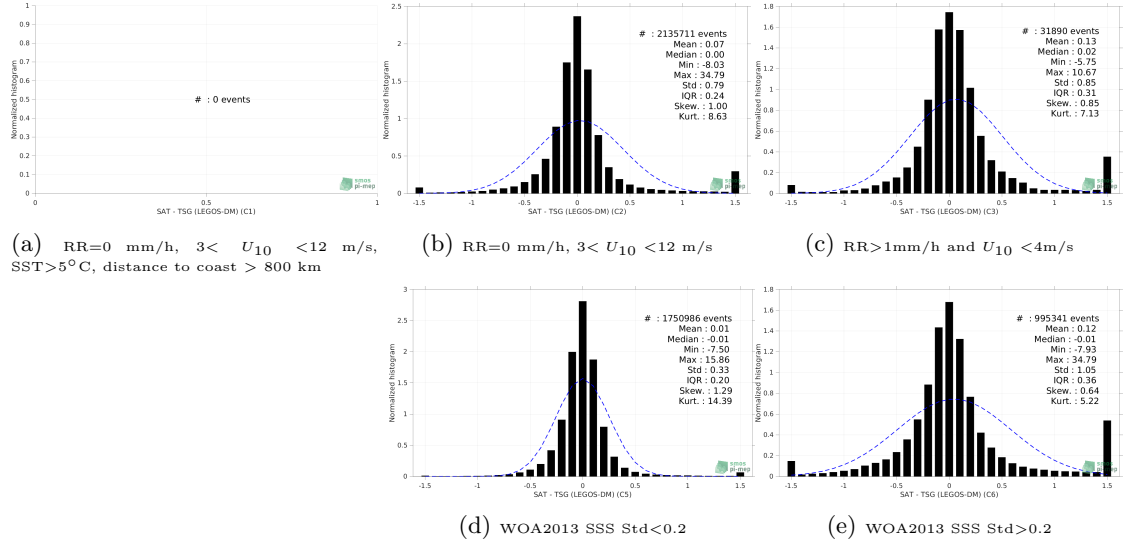 Normalized histogram
1
0.9
0.8
0.7
0.6
0.5
0.4
0.3
0.2
0.1
0
# : 0 events
smos
pi-mep
0 0.5 1
SAT - TSG (LEGOS-DM) (C1)
(a) RR=0 mm/h, 3< U10 <12 m/s,
SST>5°C, distance to coast > 800 km
Normalized histogram
2.5
2
1.5
1
0.5
0
# : 2135711 events
Mean : 0.07
Median : 0.00
Min : -8.03
Max : 34.79
Std : 0.79
IQR : 0.24
Skew. : 1.00
Kurt. : 8.63
smos
pi-mep
-1.5 -1 -0.5 0 0.5 1 1.5
SAT - TSG (LEGOS-DM) (C2)
(b) RR=0 mm/h, 3< U10 <12 m/s
Normalized histogram
1.8
1.6
1.4
1.2
1
0.8
0.6
0.4
0.2
0
# : 31890 events
Mean : 0.13
Median : 0.02
Min : -5.75
Max : 10.67
Std : 0.85
IQR : 0.31
Skew. : 0.85
Kurt. : 7.13
smos
pi-mep
-1.5 -1 -0.5 0 0.5 1 1.5
SAT - TSG (LEGOS-DM) (C3)
(c) RR>1mm/h and U10 <4m/s
Normalized histogram
3
2.5
2
1.5
1
0.5
0
# : 1750986 events
Mean : 0.01
Median : -0.01
Min : -7.50
Max : 15.86
Std : 0.33
IQR : 0.20
Skew. : 1.29
Kurt. : 14.39
smos
pi-mep
-1.5 -1 -0.5 0 0.5 1 1.5
SAT - TSG (LEGOS-DM) (C5)
(d) WOA2013 SSS Std<0.2
Normalized histogram
1.8
1.6
1.4
1.2
1
0.8
0.6
0.4
0.2
0
# : 995341 events
Mean : 0.12
Median : -0.01
Min : -7.93
Max : 34.79
Std : 1.05
IQR : 0.36
Skew. : 0.64
Kurt. : 5.22
smos
pi-mep
-1.5 -1 -0.5 0 0.5 1 1.5
SAT - TSG (LEGOS-DM) (C6)
(e) WOA2013 SSS Std>0.2